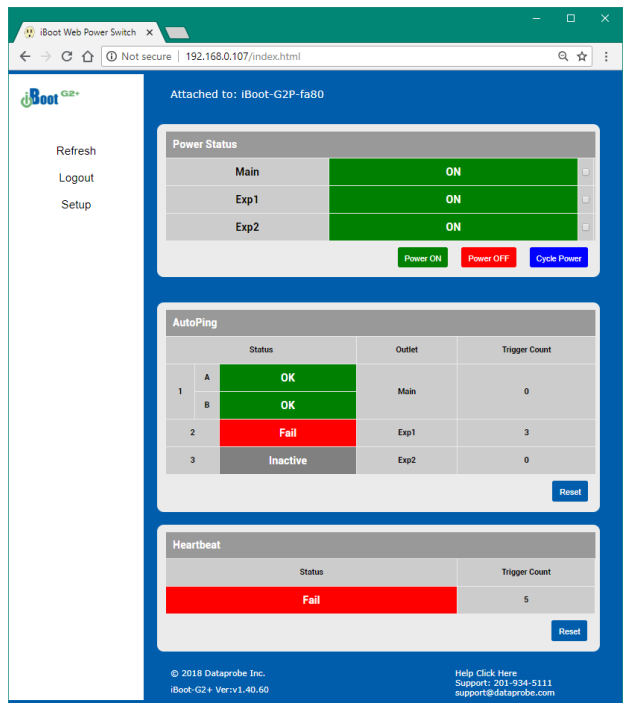 iBoot Web Power Switch
Not secure | 192.168.0.107/index.html
iBoot G2+
Attached to: iBoot-G2P-fa80
Refresh
Logout
Setup
Power Status
Main ON
Exp1 ON
Exp2 ON
Power ON Power OFF Cycle Power
AutoPing
Status Outlet Trigger Count
1 A OK Main 0
B OK
2 Fail Exp1 3
3 Inactive Exp2 0
Reset
Heartbeat
Status Trigger Count
Fail 5
Reset
© 2018 Dataprobe Inc.
iBoot-G2+ Ver:v1.40.60
Help Click Here
Support: 201-934-5111
support@dataprobe.com